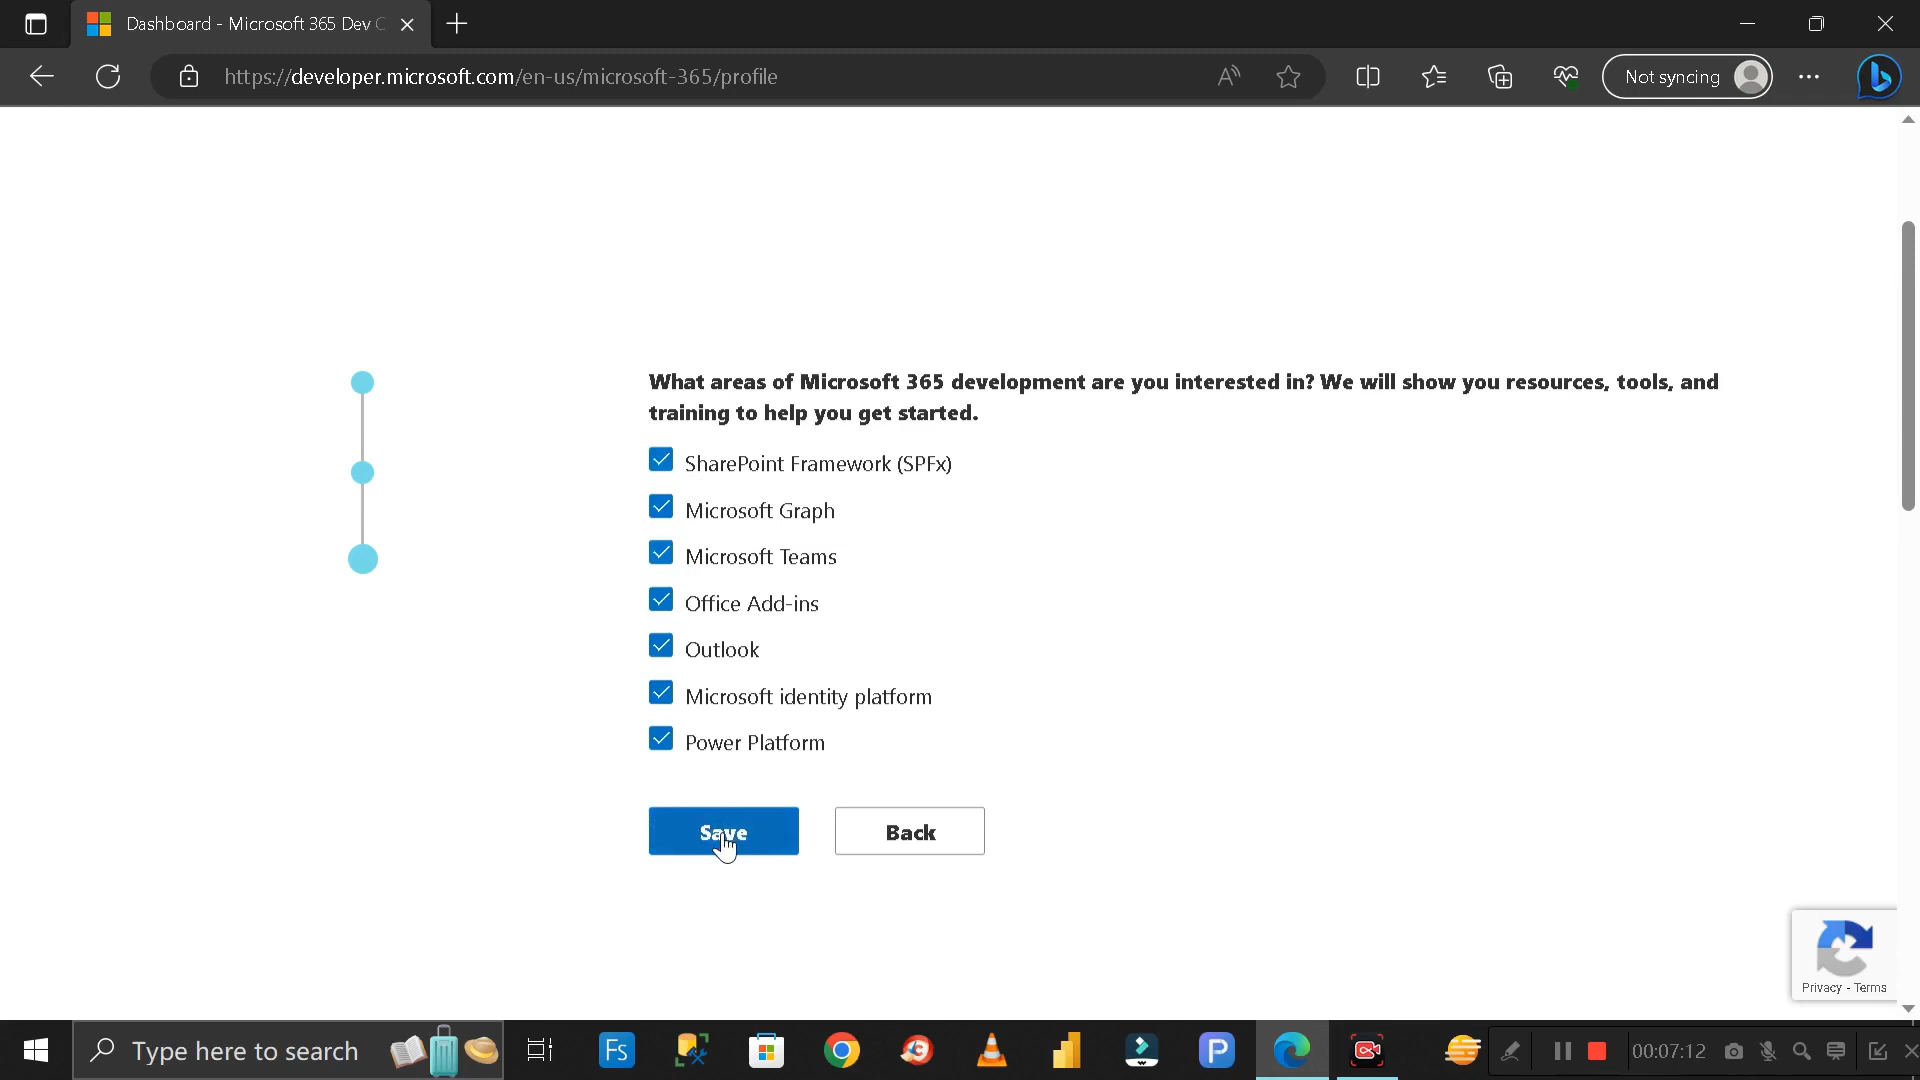 Dashboard - Microsoft 365 Dev C
https://developer.microsoft.com/en-us/microsoft-365/profile
A
Not syncing
What areas of Microsoft 365 development are you interested in? We will show you resources, tools, and
training to help you get started.
SharePoint Framework (SPFx)
Microsoft Graph
Microsoft Teams
Office Add-ins
Outlook
Microsoft identity platform
Power Platform
Save
Back
Privacy - Terms
Type here to search
Fs
P
00:07:12